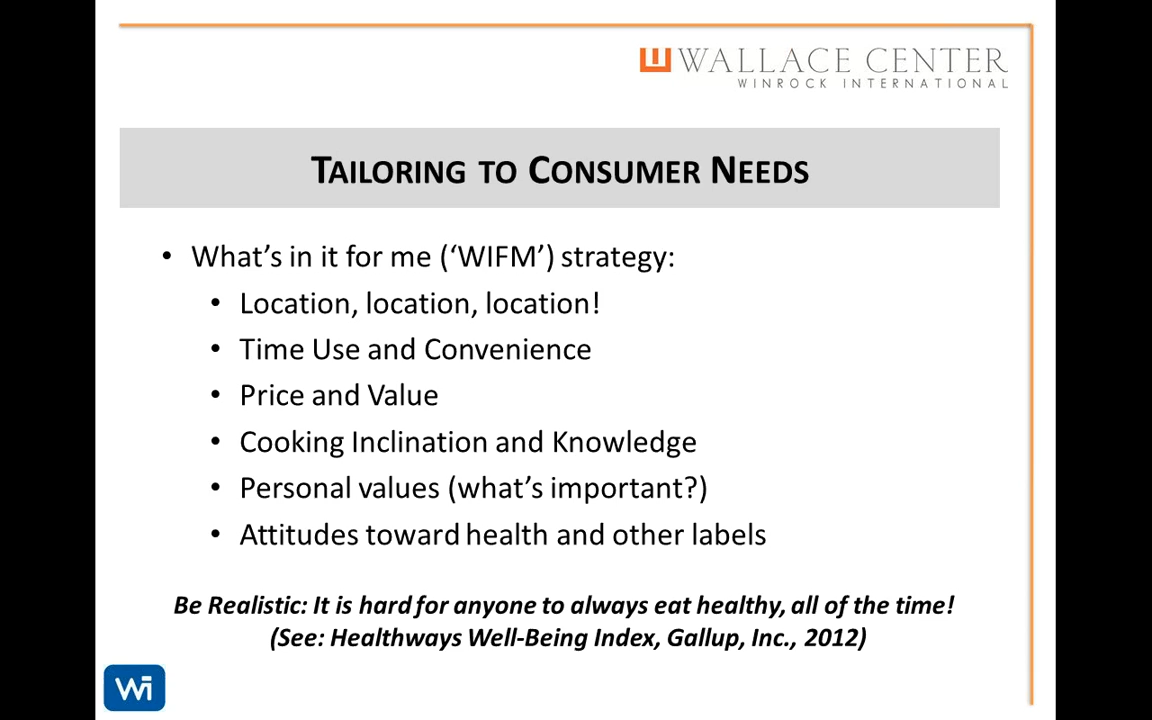 WALLACE CENTER
WINROCK INTERNATIONAL
TAILORING TO CONSUMER NEEDS
• What's in it for me ('WIFM') strategy:
• Location, location, location!
• Time Use and Convenience
• Price and Value
• Cooking Inclination and Knowledge
• Personal values (what's important?)
• Attitudes toward health and other labels
Be Realistic: It is hard for anyone to always eat healthy, all of the time!
(See: Healthways Well-Being Index, Gallup, Inc., 2012)
Wi